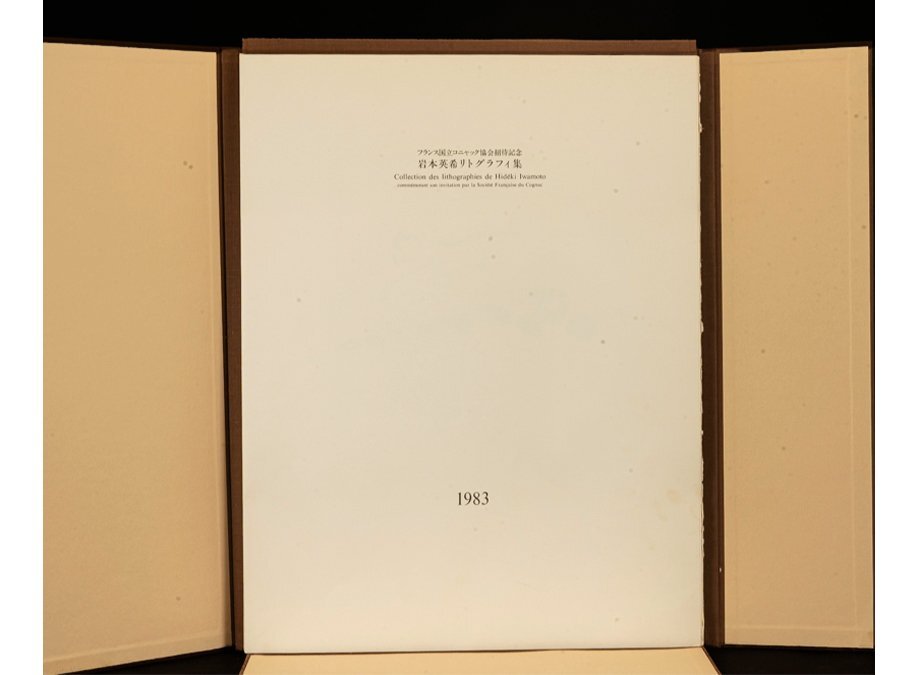 フランス国立コニャック協会招待記念
岩本英希リトグラフィ集
Collection des lithographies de Hidéki Iwamoto
commémorant son invitation par la Société Française du Cognac
1983